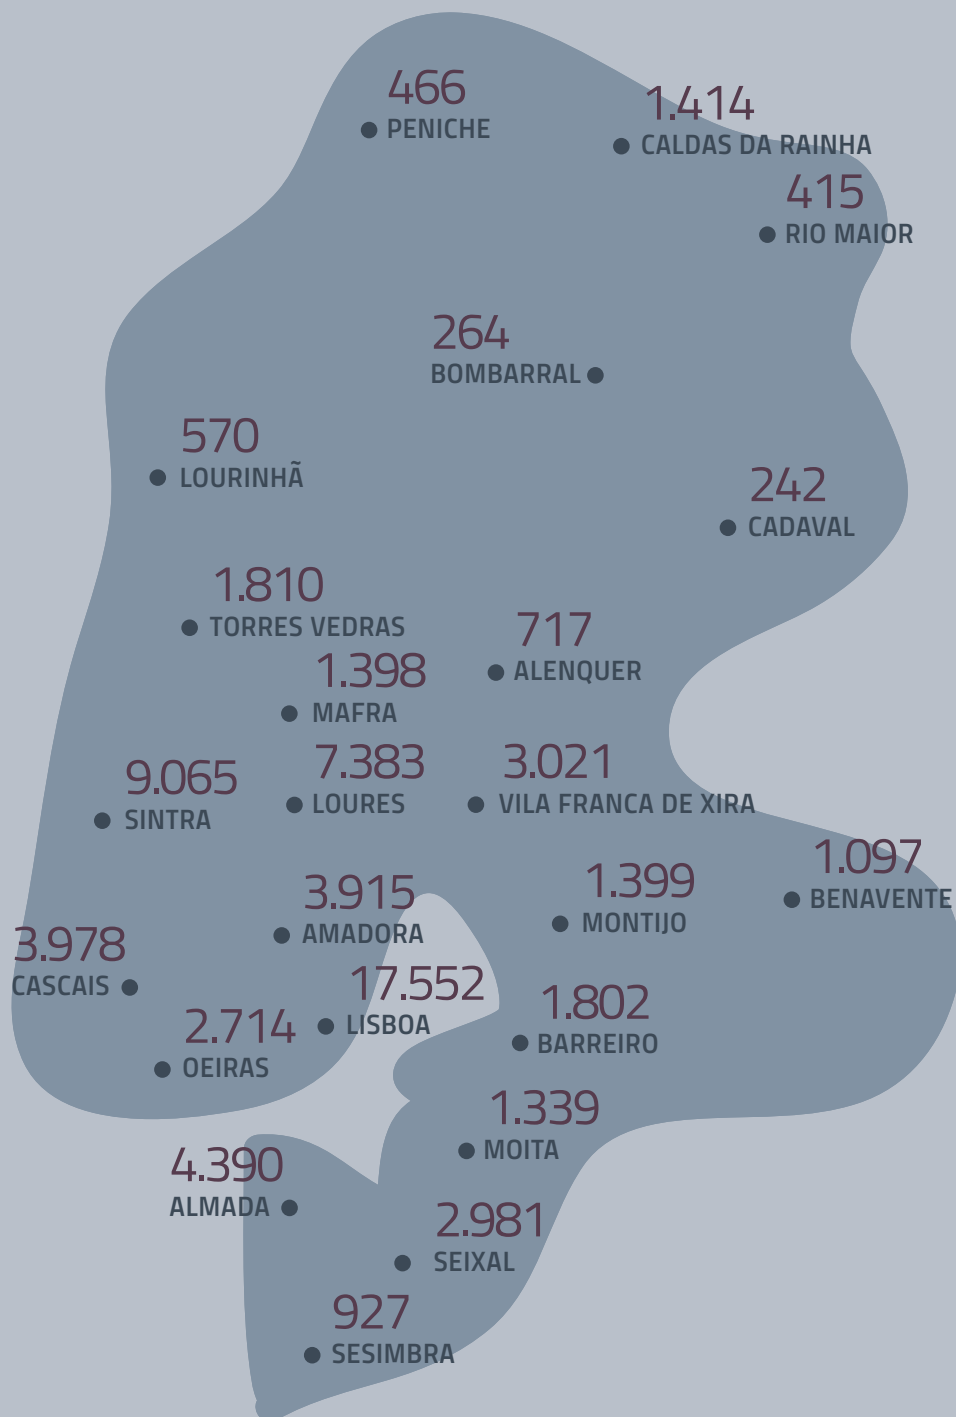 466
PENICHE
1.414
CALDAS DA RAINHA
415
RIO MAIOR
264
BOMBARRAL
570
LOURINHÃ
242
CADAVAL
1.810
TORRES VEDRAS
717
ALENQUER
1.398
MAFRA
9.065
SINTRA
7.383
LOURES
3.021
VILA FRANCA DE XIRA
1.097
BENAVENTE
3.915
AMADORA
1.399
MONTIJO
3.978
CASCAIS
17.552
LISBOA
1.802
BARREIRO
2.714
OEIRAS
1.339
MOITA
4.390
ALMADA
2.981
SEIXAL
927
SESIMBRA